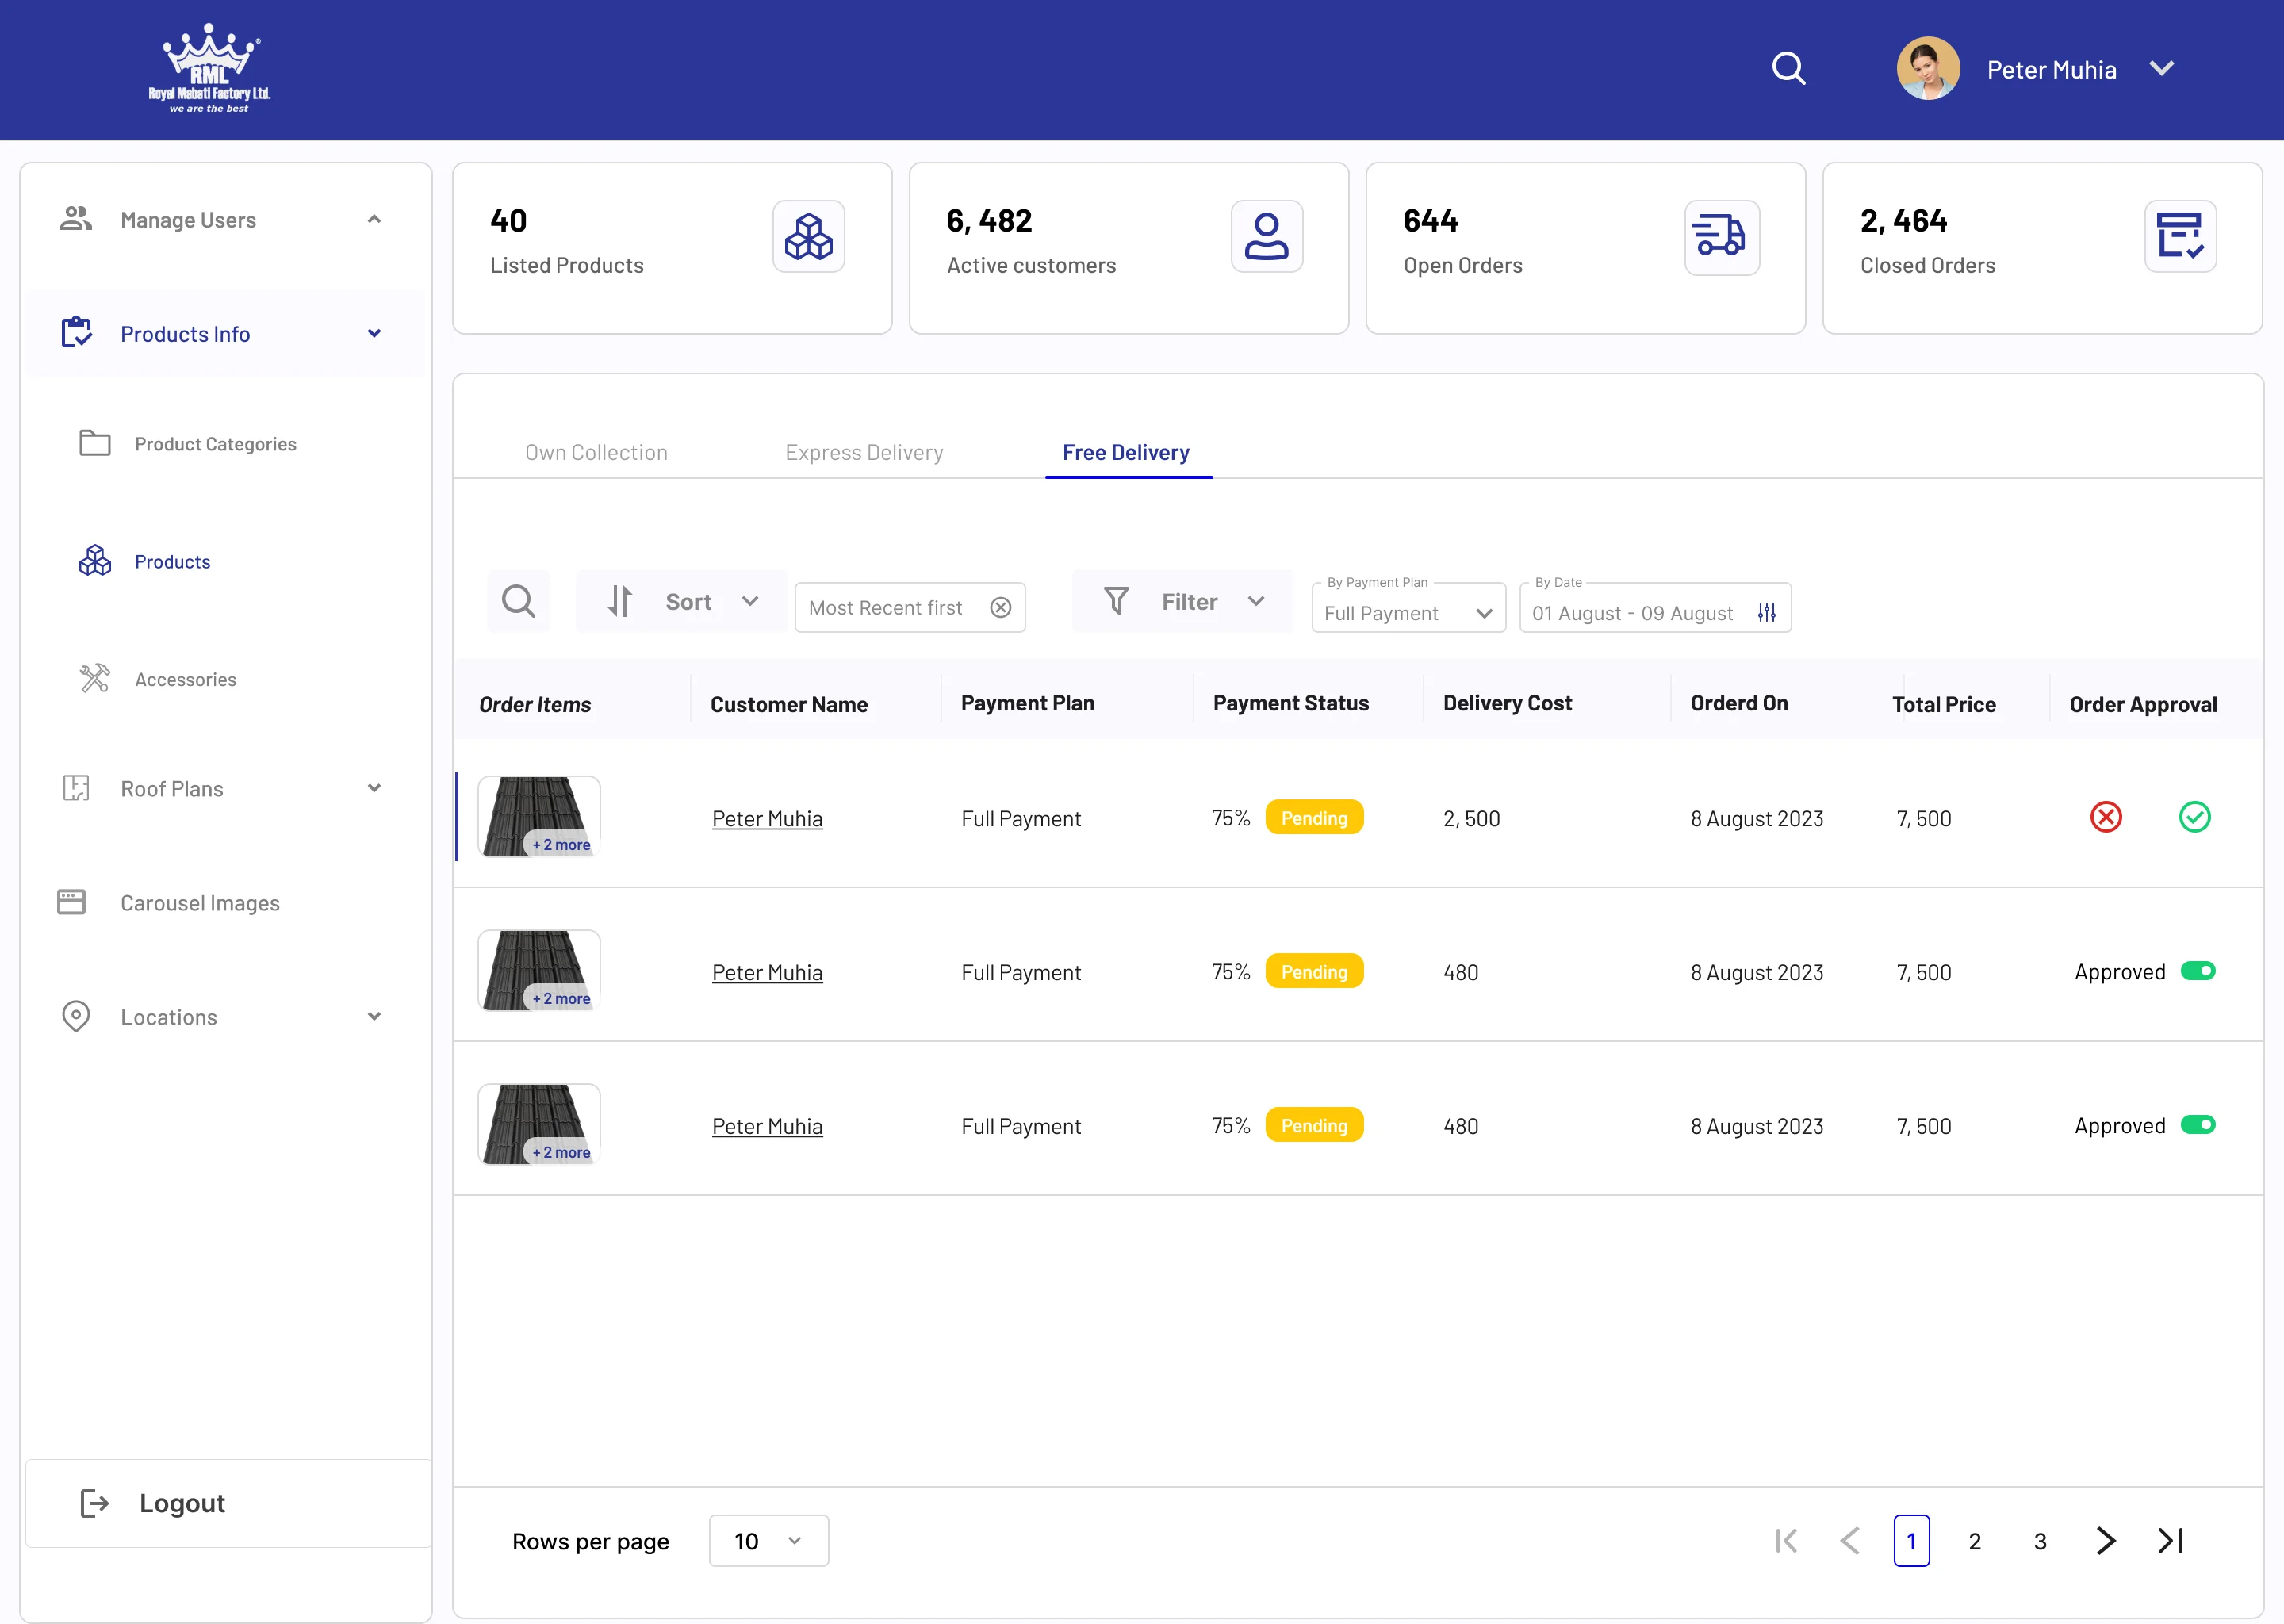 RML
Royal Mabati Factory Ltd.
we are the best
Peter Muhia
Manage Users
Products Info
Product Categories
Products
Accessories
Roof Plans
Carousel Images
Locations
Logout
40
Listed Products
6, 482
Active customers
644
Open Orders
2, 464
Closed Orders
Own Collection
Express Delivery
Free Delivery
Sort
Most Recent first
Filter
By Payment Plan
Full Payment
By Date
01 August - 09 August
Order Items Customer Name Payment Plan Payment Status Delivery Cost Orderd On Total Price Order Approval
+ 2 more Peter Muhia Full Payment 75% Pending 2, 500 8 August 2023 7, 500
+ 2 more Peter Muhia Full Payment 75% Pending 480 8 August 2023 7, 500 Approved
+ 2 more Peter Muhia Full Payment 75% Pending 480 8 August 2023 7, 500 Approved
Rows per page 10 1 2 3